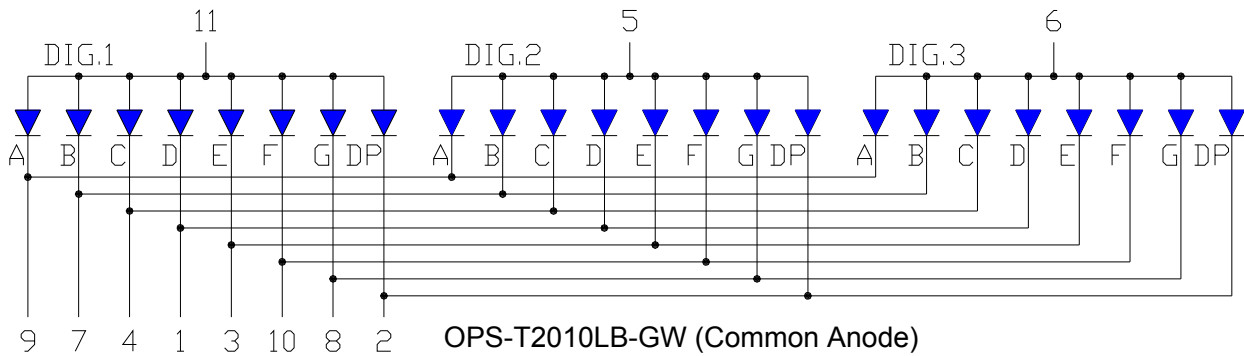 11 5 6
DIG.1 DIG.2 DIG.3
A B C D E F G DP A B C D E F G DP A B C D E F G DP
9 7 4 1 3 10 8 2 OPS-T2010LB-GW (Common Anode)